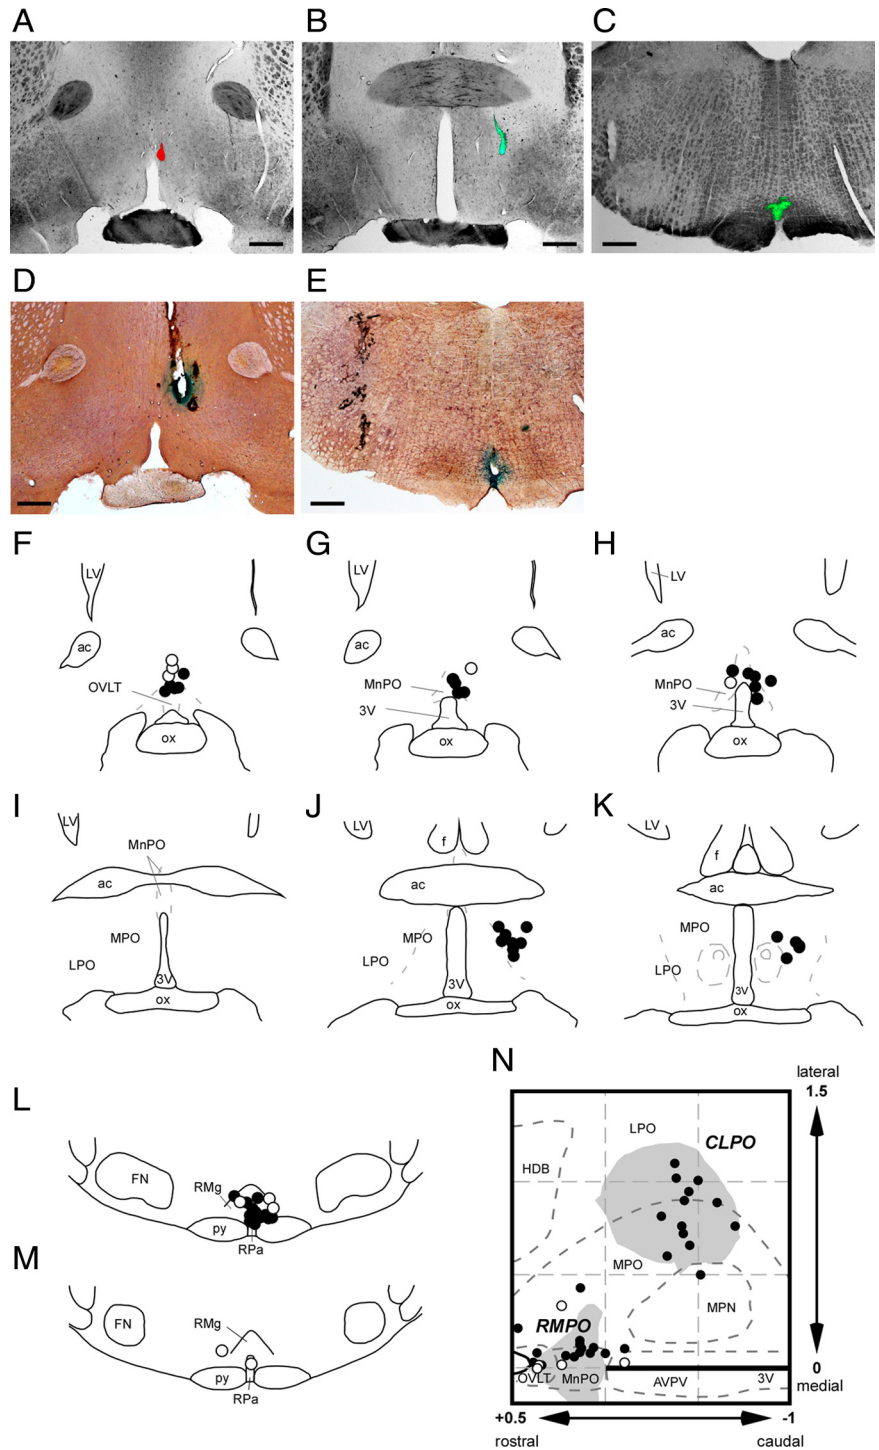 A
B
C
D
E
F
G
H
LV
LV
LV
ac
ac
ac
OVLT
MnPO
MnPO
3V
3V
ox
ox
ox
I
J
K
LV
LV
LV
MnPO
f
f
ac
ac
ac
MPO
MPO
MPO
LPO
LPO
LPO
3V
3V
3V
ox
ox
ox
L
FN
RMg
py
RPa
M
FN
RMg
py
RPa
N
lateral
1.5
LPO
CLPO
HDB
MPO
MPN
RMPO
0
OVLT
MnPO
AVPV
3V
medial
+0.5
-1
rostral
caudal